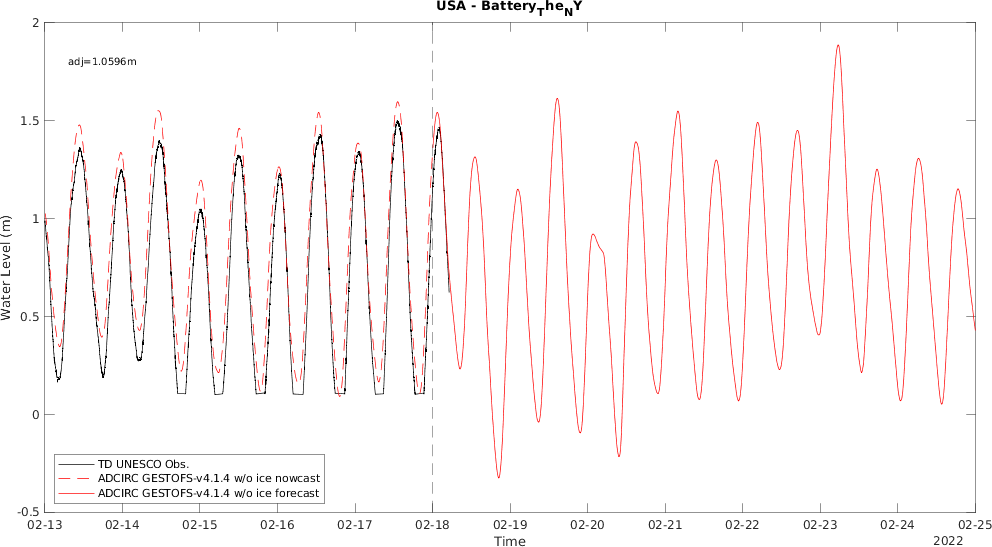 USA - BatteryTheNY
adj=1.0596m
2
1.5
1
0.5
0
-0.5
Water Level (m)
TD UNESCO Obs.
ADCIRC GESTOFS-v4.1.4 w/o ice nowcast
ADCIRC GESTOFS-v4.1.4 w/o ice forecast
02-13 02-14 02-15 02-16 02-17 02-18 02-19 02-20 02-21 02-22 02-23 02-24 02-25
Time
2022